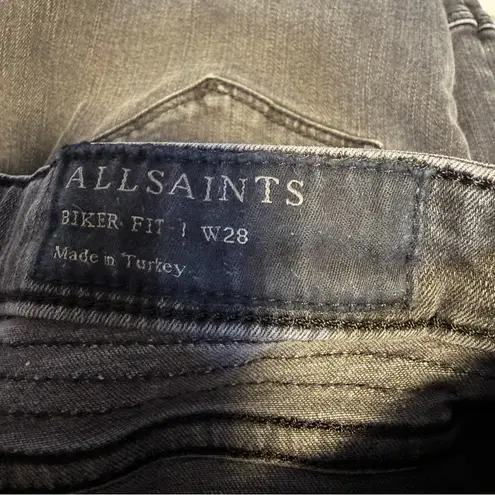 ALLSAINTS
BIKER FIT | W28
Made in Turkey